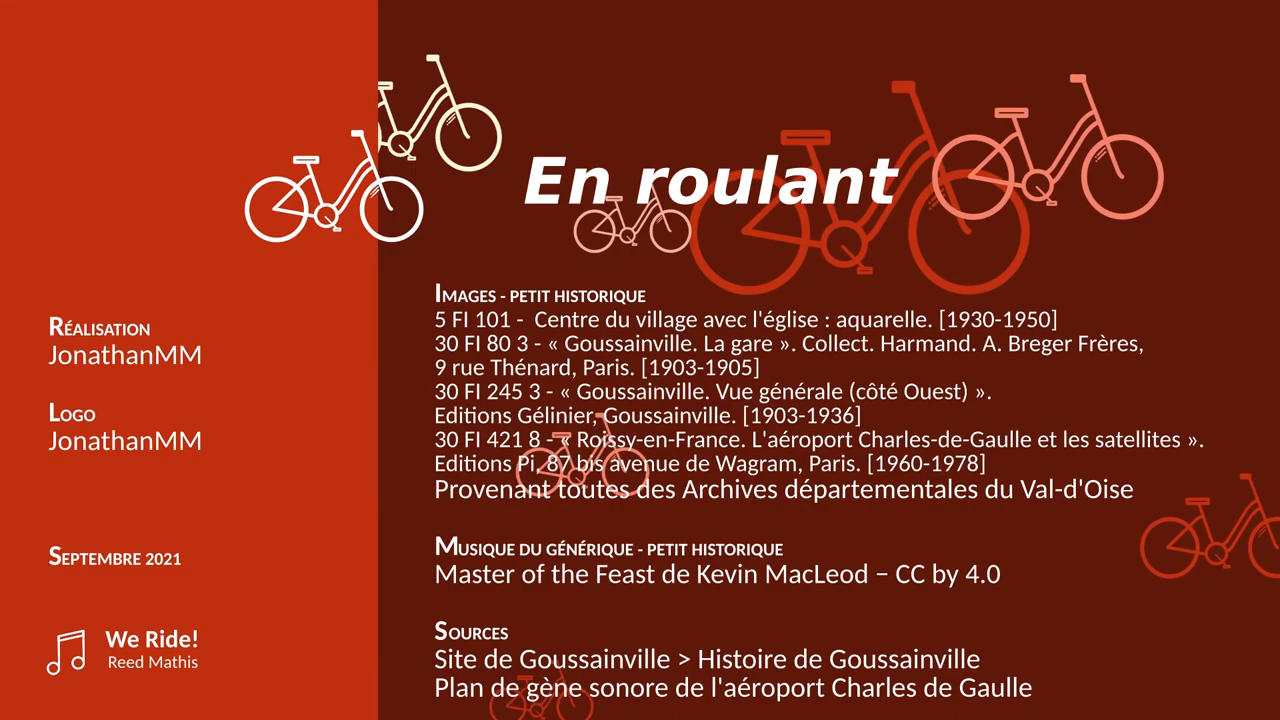 En roulant
Réalisation
JonathanMM
Logo
JonathanMM
Septembre 2021
We Ride!
Reed Mathis
Images - petit historique
5 FI 101 -  Centre du village avec l'église : aquarelle. [1930-1950]
30 FI 80 3 - « Goussainville. La gare ». Collect. Harmand. A. Breger Frères,
9 rue Thénard, Paris. [1903-1905]
30 FI 245 3 - « Goussainville. Vue générale (côté Ouest) ».
Editions Gélinier, Goussainville. [1903-1936]
30 FI 421 8 - « Roissy-en-France. L'aéroport Charles-de-Gaulle et les satellites ».
Editions Pi, 87 bis avenue de Wagram, Paris. [1960-1978]
Provenant toutes des Archives départementales du Val-d'Oise
Musique du générique - petit historique
Master of the Feast de Kevin MacLeod – CC by 4.0
Sources
Site de Goussainville > Histoire de Goussainville
Plan de gène sonore de l'aéroport Charles de Gaulle